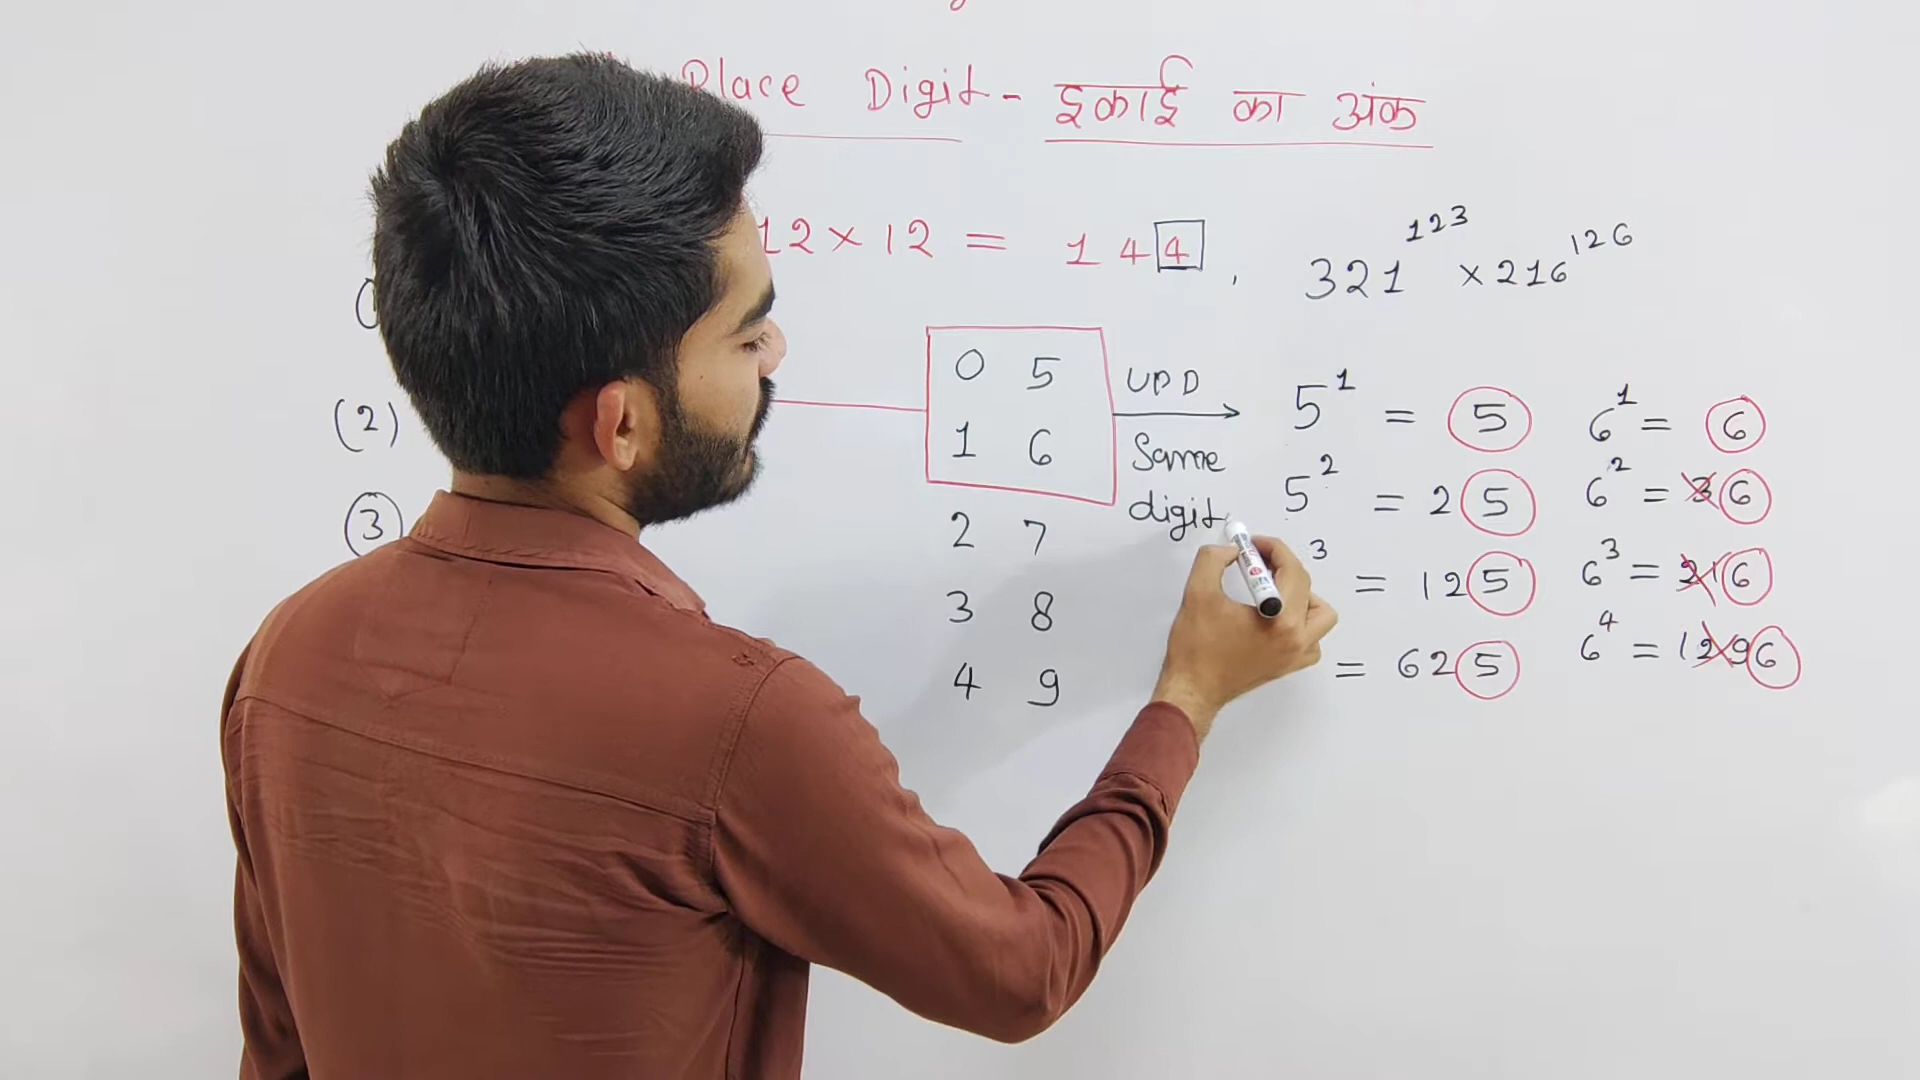 Place Digit - इकाई का अंक
12 × 12 = 144 , 321^123 × 216^126
(2)
3
0 5
1 6
2 7
3 8
4 9
UPD
Same
digit
5^1 = 5
5^2 = 25
3 = 125
= 625
6^1 = 6
6^2 = 36
6^3 = 216
6^4 = 1296